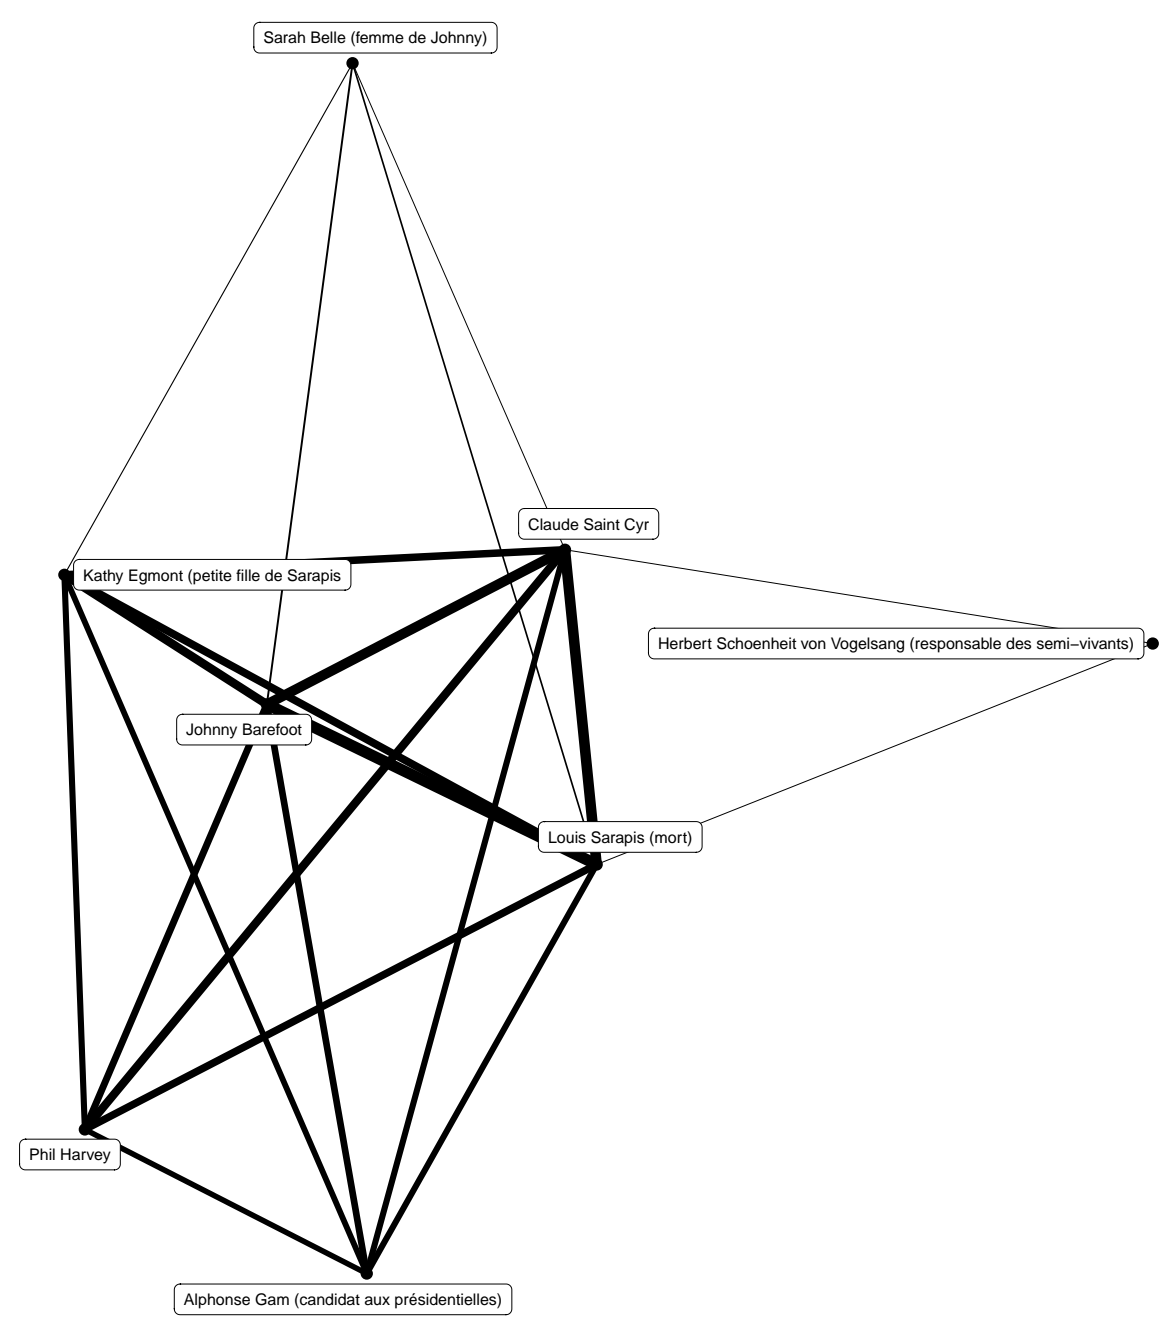 Sarah Belle (femme de Johnny)
Claude Saint Cyr
Kathy Egmont (petite fille de Sarapis
Herbert Schoenheit von Vogelsang (responsable des semi−vivants)
Johnny Barefoot
Louis Sarapis (mort)
Phil Harvey
Alphonse Gam (candidat aux présidentielles)